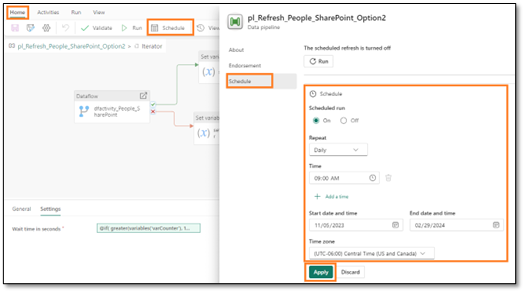 Home
Activities
Run
View
Validate
Run
Schedule
View
pl_Refresh_People_SharePoint_Option2 > Iterator
Set vari
(x)
Dataflow
dfactivity_People_S
harePoint
Set varia
(x)
General
Settings
Wait time in seconds *
@if( greater(variables('varCounter'), 1...
pl_Refresh_People_SharePoint_Option2
Data pipeline
About
Endorsement
Schedule
The scheduled refresh is turned off
Run
Schedule
Scheduled run
On
Off
Repeat
Daily
Time
09:00 AM
+ Add a time
Start date and time
End date and time
11/05/2023
02/29/2024
Time zone
(UTC-06:00) Central Time (US and Canada)
Apply
Discard